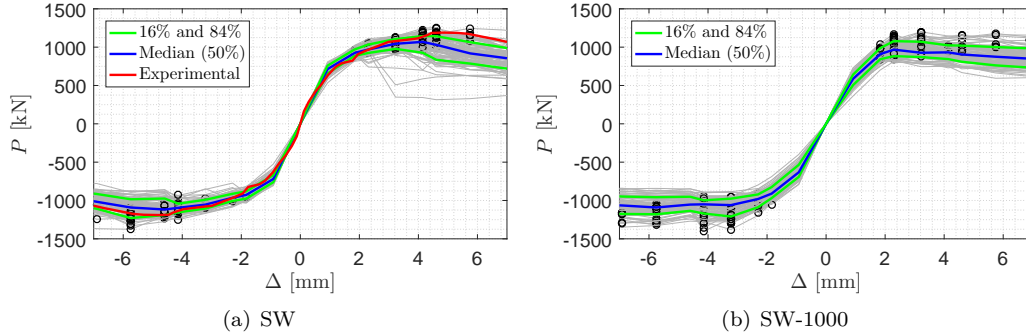 16% and 84%
Median (50%)
Experimental
1000
500
0
-500
-1000
-1500
P [kN]
-6 -4 -2 0 2 4 6
Δ [mm]
(a) SW
16% and 84%
Median (50%)
1000
500
0
-500
-1000
-1500
P [kN]
-6 -4 -2 0 2 4 6
Δ [mm]
(b) SW-1000